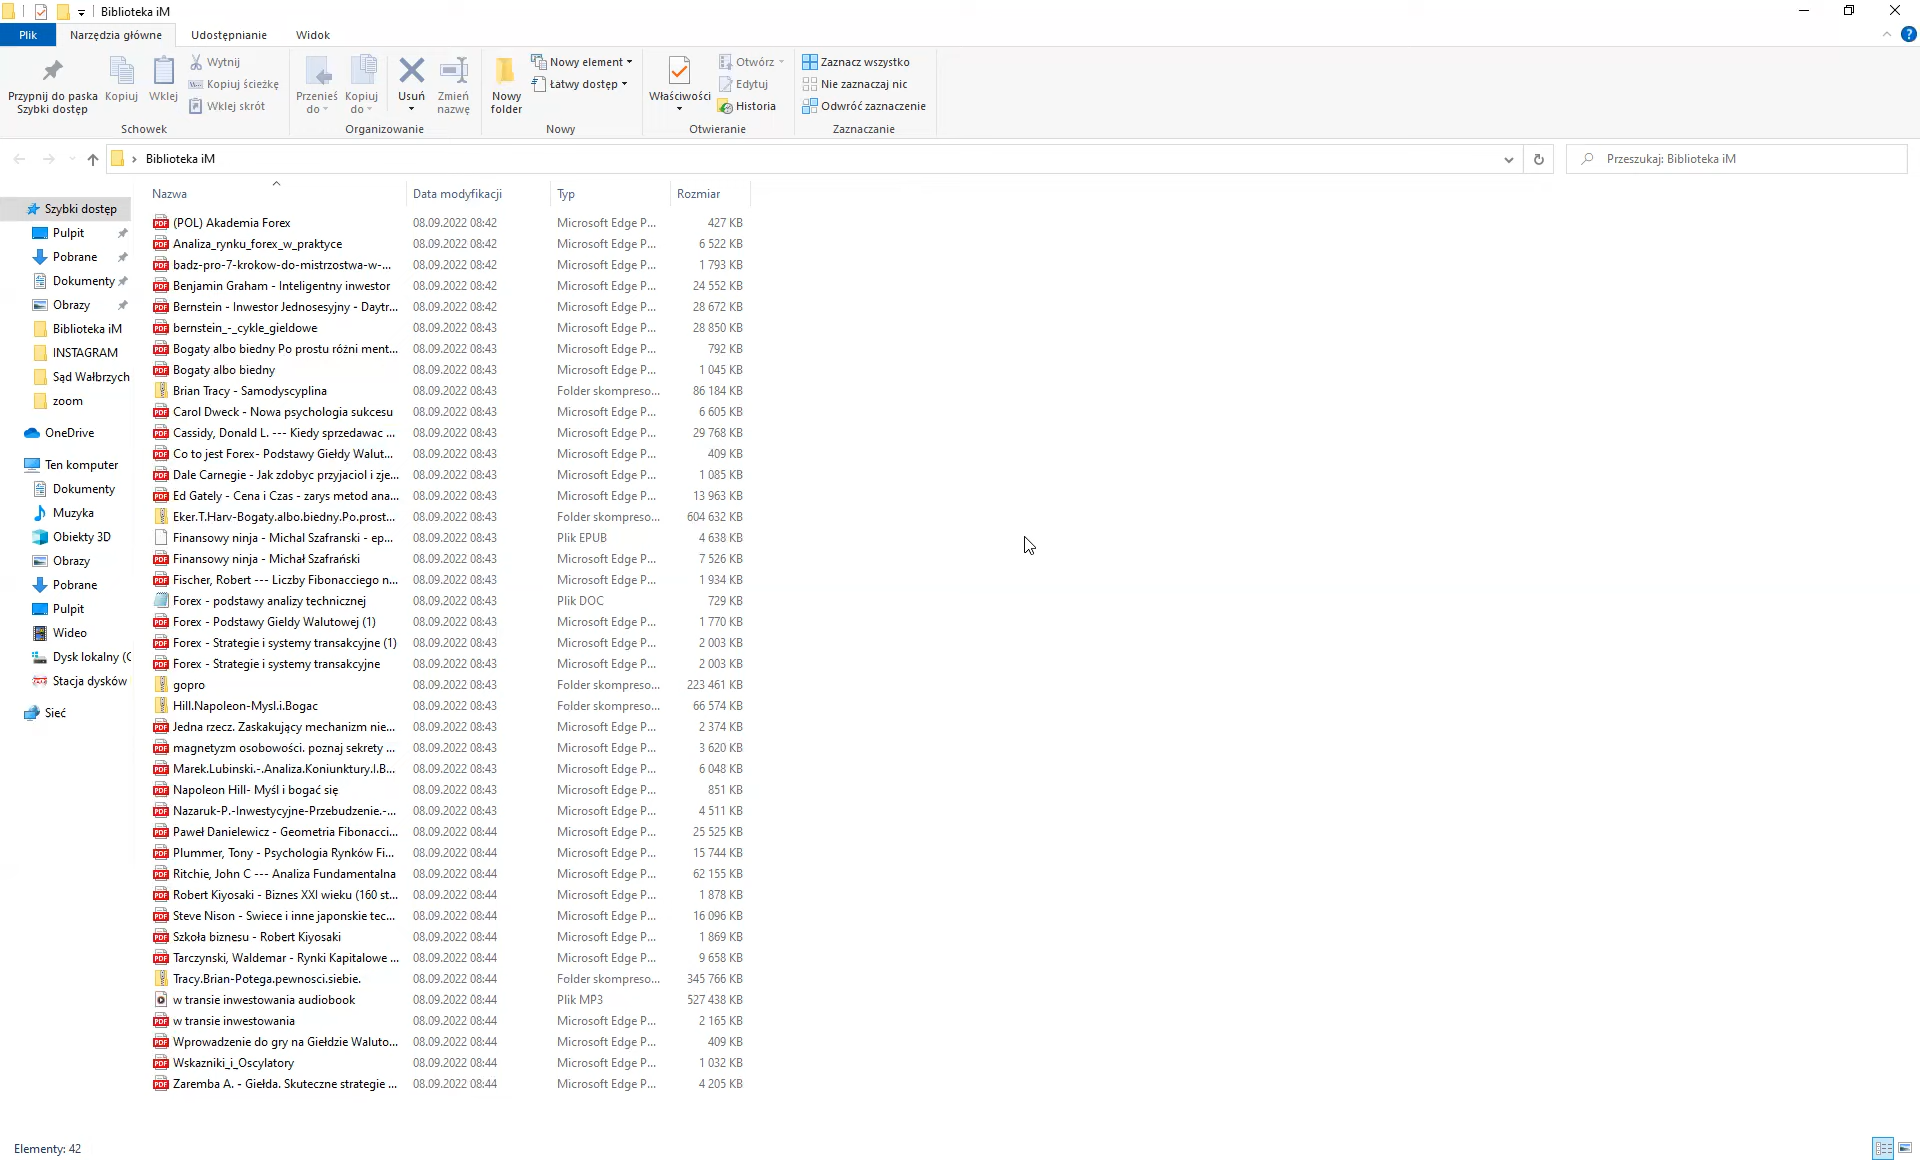 Biblioteka iM
Plik Narzędzia główne Udostępnianie Widok
Przypnij do paska Szybki dostęp
Kopiuj
Wklej
Wytnij
Kopiuj ścieżkę
Wklej skrót
Schowek
Przenieś do
Kopiuj do
Usuń
Zmień nazwę
Organizowanie
Nowy folder
Nowy element
Łatwy dostęp
Nowy
Właściwości
Otwórz
Edytuj
Historia
Otwieranie
Zaznacz wszystko
Nie zaznaczaj nic
Odwróć zaznaczenie
Zaznaczanie
Biblioteka iM
Przeszukaj: Biblioteka iM
Szybki dostęp
Pulpit
Pobrane
Dokumenty
Obrazy
Biblioteka iM
INSTAGRAM
Sąd Wałbrzych
zoom
OneDrive
Ten komputer
Dokumenty
Muzyka
Obiekty 3D
Obrazy
Pobrane
Pulpit
Wideo
Dysk lokalny (C
Stacja dysków
Sieć
Nazwa Data modyfikacji Typ Rozmiar
(POL) Akademia Forex 08.09.2022 08:42 Microsoft Edge P... 427 KB
Analiza_rynku_forex_w_praktyce 08.09.2022 08:42 Microsoft Edge P... 6 522 KB
badz-pro-7-krokow-do-mistrzostwa-w-... 08.09.2022 08:42 Microsoft Edge P... 1 793 KB
Benjamin Graham - Inteligentny inwestor 08.09.2022 08:42 Microsoft Edge P... 24 552 KB
Bernstein - Inwestor Jednosesyjny - Daytr... 08.09.2022 08:42 Microsoft Edge P... 28 672 KB
bernstein_-_cykle_gieldowe 08.09.2022 08:43 Microsoft Edge P... 28 850 KB
Bogaty albo biedny Po prostu różni ment... 08.09.2022 08:43 Microsoft Edge P... 792 KB
Bogaty albo biedny 08.09.2022 08:43 Microsoft Edge P... 1 045 KB
Brian Tracy - Samodyscyplina 08.09.2022 08:43 Folder skompreso... 86 184 KB
Carol Dweck - Nowa psychologia sukcesu 08.09.2022 08:43 Microsoft Edge P... 6 605 KB
Cassidy, Donald L. --- Kiedy sprzedawac ... 08.09.2022 08:43 Microsoft Edge P... 29 768 KB
Co to jest Forex- Podstawy Giełdy Walut... 08.09.2022 08:43 Microsoft Edge P... 409 KB
Dale Carnegie - Jak zdobyc przyjaciol i zje... 08.09.2022 08:43 Microsoft Edge P... 1 085 KB
Ed Gately - Cena i Czas - zarys metod ana... 08.09.2022 08:43 Microsoft Edge P... 13 963 KB
Eker.T.Harv-Bogaty.albo.biedny.Po.prost... 08.09.2022 08:43 Folder skompreso... 604 632 KB
Finansowy ninja - Michal Szafranski - ep... 08.09.2022 08:43 Plik EPUB 4 638 KB
Finansowy ninja - Michał Szafrański 08.09.2022 08:43 Microsoft Edge P... 7 526 KB
Fischer, Robert --- Liczby Fibonacciego n... 08.09.2022 08:43 Microsoft Edge P... 1 934 KB
Forex - podstawy analizy technicznej 08.09.2022 08:43 Plik DOC 729 KB
Forex - Podstawy Gieldy Walutowej (1) 08.09.2022 08:43 Microsoft Edge P... 1 770 KB
Forex - Strategie i systemy transakcyjne (1) 08.09.2022 08:43 Microsoft Edge P... 2 003 KB
Forex - Strategie i systemy transakcyjne 08.09.2022 08:43 Microsoft Edge P... 2 003 KB
gopro 08.09.2022 08:43 Folder skompreso... 223 461 KB
Hill.Napoleon-Mysl.i.Bogac 08.09.2022 08:43 Folder skompreso... 66 574 KB
Jedna rzecz. Zaskakujący mechanizm nie... 08.09.2022 08:43 Microsoft Edge P... 2 374 KB
magnetyzm osobowości. poznaj sekrety ... 08.09.2022 08:43 Microsoft Edge P... 3 620 KB
Marek.Lubinski.-.Analiza.Koniunktury.I.B... 08.09.2022 08:43 Microsoft Edge P... 6 048 KB
Napoleon Hill- Myśl i bogać się 08.09.2022 08:43 Microsoft Edge P... 851 KB
Nazaruk-P.-Inwestycyjne-Przebudzenie.-... 08.09.2022 08:43 Microsoft Edge P... 4 511 KB
Paweł Danielewicz - Geometria Fibonacci... 08.09.2022 08:44 Microsoft Edge P... 25 525 KB
Plummer, Tony - Psychologia Rynków Fi... 08.09.2022 08:44 Microsoft Edge P... 15 744 KB
Ritchie, John C --- Analiza Fundamentalna 08.09.2022 08:44 Microsoft Edge P... 62 155 KB
Robert Kiyosaki - Biznes XXI wieku (160 st... 08.09.2022 08:44 Microsoft Edge P... 1 878 KB
Steve Nison - Swiece i inne japonskie tec... 08.09.2022 08:44 Microsoft Edge P... 16 096 KB
Szkoła biznesu - Robert Kiyosaki 08.09.2022 08:44 Microsoft Edge P... 1 869 KB
Tarczynski, Waldemar - Rynki Kapitalowe ... 08.09.2022 08:44 Microsoft Edge P... 9 658 KB
Tracy.Brian-Potega.pewnosci.siebie. 08.09.2022 08:44 Folder skompreso... 345 766 KB
w transie inwestowania audiobook 08.09.2022 08:44 Plik MP3 527 438 KB
w transie inwestowania 08.09.2022 08:44 Microsoft Edge P... 2 165 KB
Wprowadzenie do gry na Giełdzie Waluto... 08.09.2022 08:44 Microsoft Edge P... 409 KB
Wskazniki_i_Oscylatory 08.09.2022 08:44 Microsoft Edge P... 1 032 KB
Zaremba A. - Giełda. Skuteczne strategie ... 08.09.2022 08:44 Microsoft Edge P... 4 205 KB
Elementy: 42